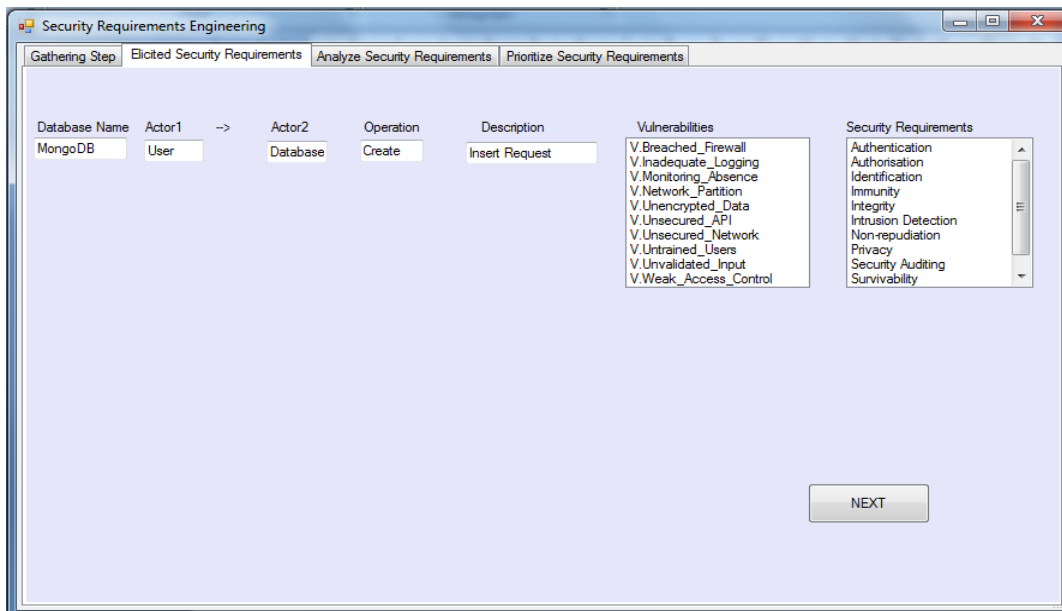 Security Requirements Engineering
Gathering Step Elicited Security Requirements Analyze Security Requirements Prioritize Security Requirements
Database Name Actor1 --> Actor2 Operation Description Vulnerabilities Security Requirements
MongoDB User Database Create Insert Request
V.Breached_Firewall
V.Inadequate_Logging
V.Monitoring_Absence
V.Network_Partition
V.Unencrypted_Data
V.Unsecured_API
V.Unsecured_Network
V.Untrained_Users
V.Unvalidated_Input
V.Weak_Access_Control
Authentication
Authorisation
Identification
Immunity
Integrity
Intrusion Detection
Non-repudiation
Privacy
Security Auditing
Survivability
NEXT